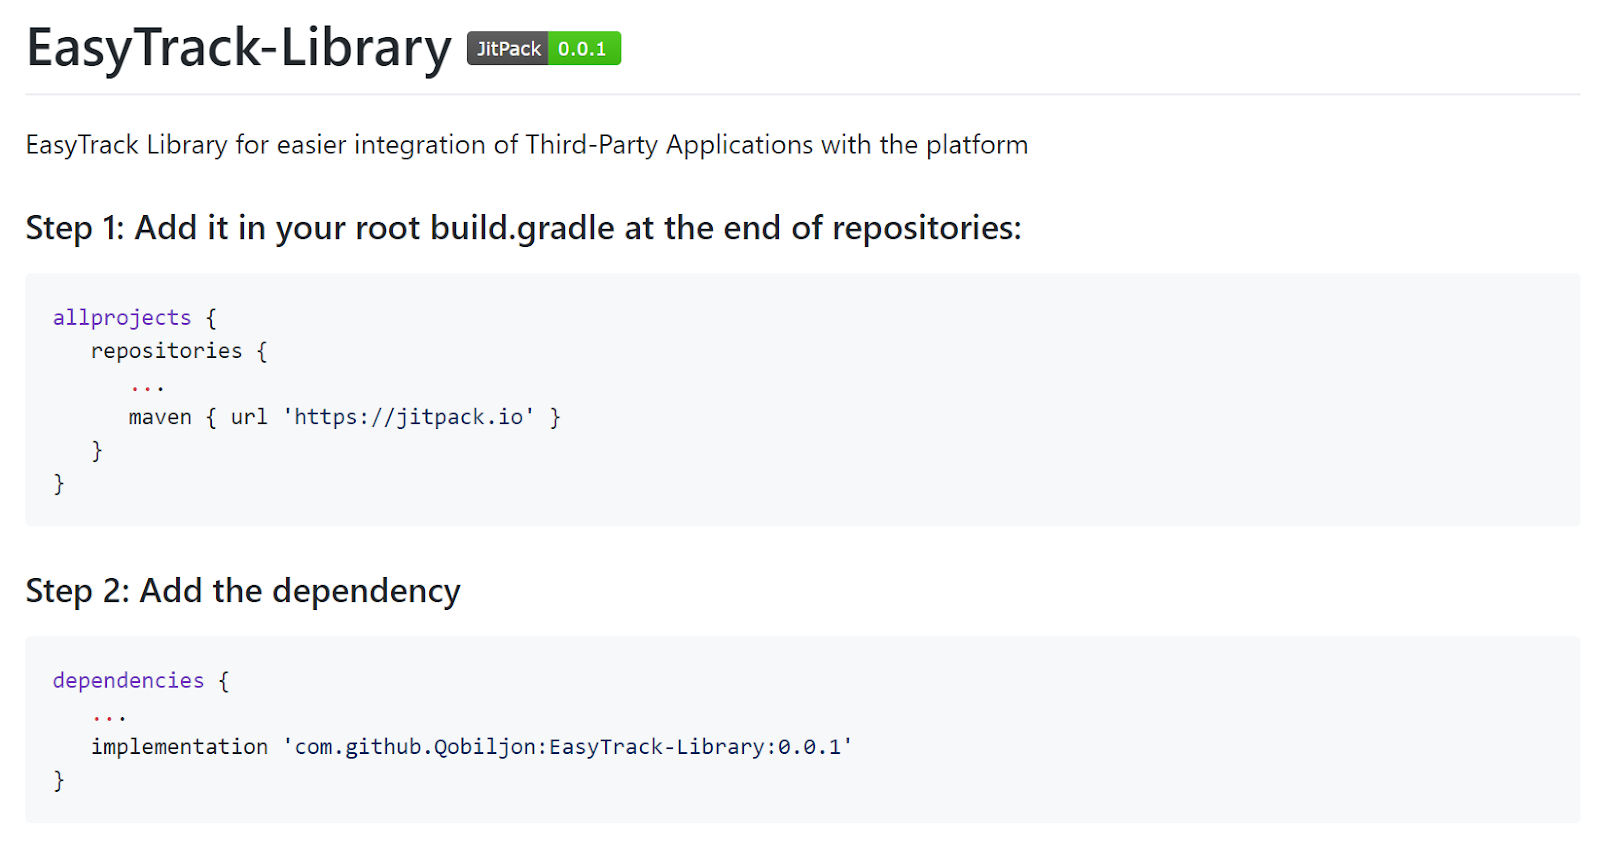 EasyTrack-Library JitPack 0.0.1
EasyTrack Library for easier integration of Third-Party Applications with the platform
Step 1: Add it in your root build.gradle at the end of repositories:
allprojects {
   repositories {
      ...
      maven { url 'https://jitpack.io' }
   }
}
Step 2: Add the dependency
dependencies {
   ...
   implementation 'com.github.Qobiljon:EasyTrack-Library:0.0.1'
}